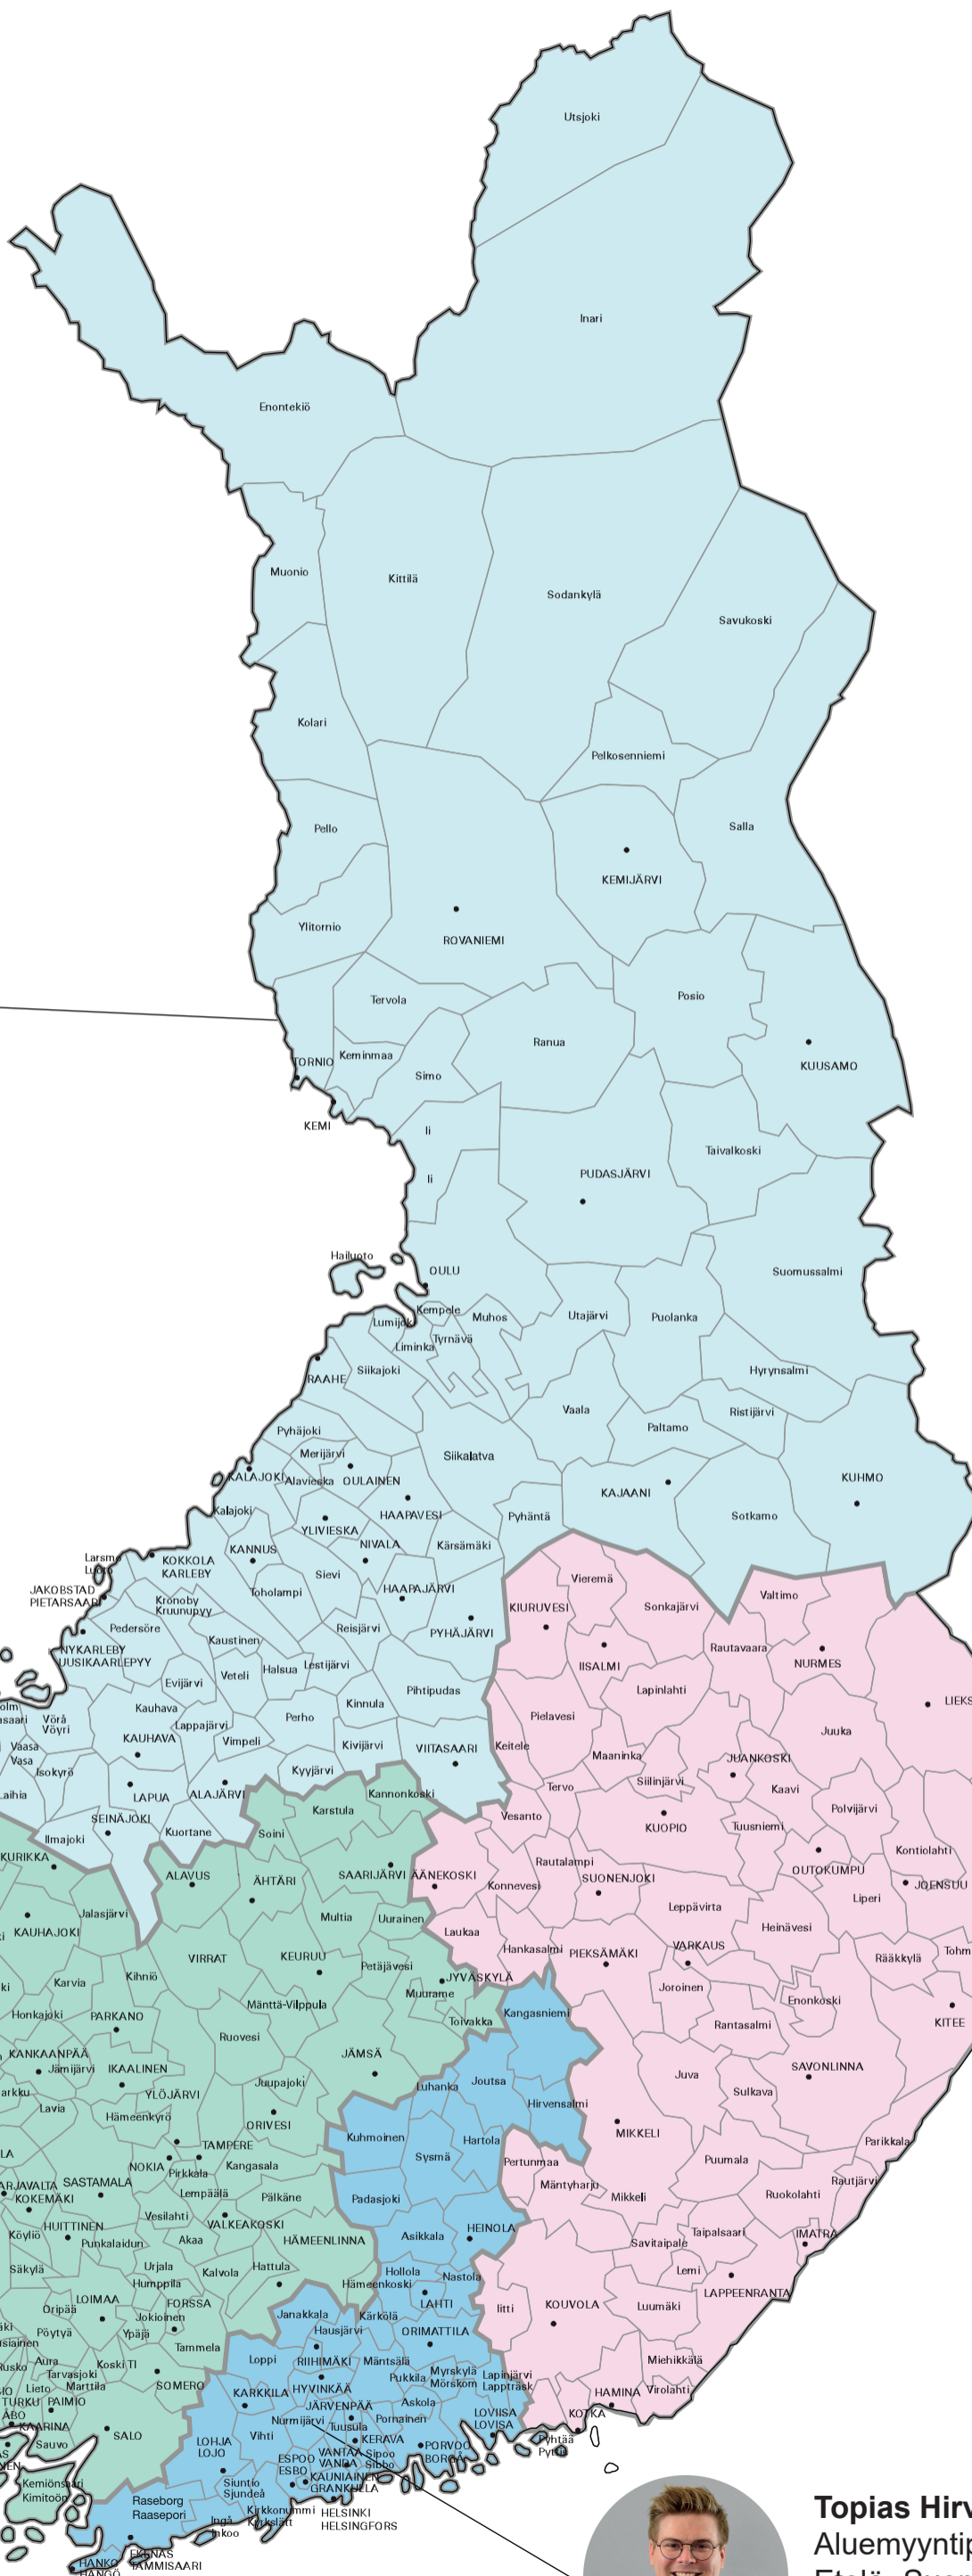 Utsjoki
Inari
Enontekiö
Muonio
Kittilä
Sodankylä
Savukoski
Kolari
Pelkosenniemi
Pello
Salla
KEMIJÄRVI
Ylitornio
ROVANIEMI
Tervola
Posio
Ranua
Keminmaa
TORNIO
KUUSAMO
Simo
KEMI
Ii
Taivalkoski
PUDASJÄRVI
Ii
Hailuoto
OULU
Suomussalmi
Kempele
Lumijoki
Muhos
Utajärvi
Puolanka
Tyrnävä
Liminka
Siikajoki
RAAHE
Hyrynsalmi
Vaala
Ristijärvi
Paltamo
Pyhäjoki
Merijärvi
Siikalatva
KALAJOKI
Alavieska
OULAINEN
KUHMO
KAJAANI
Kalajoki
HAAPAVESI
Pyhäntä
Sotkamo
YLIVIESKA
NIVALA
Kärsämäki
KANNUS
Larsmo
Luoto
KOKKOLA
KARLEBY
Sievi
Vieremä
JAKOBSTAD
PIETARSAARI
Toholampi
HAAPAJÄRVI
Valtimo
Kronoby
Kruunupyy
KIURUVESI
Sonkajärvi
Pedersöre
Reisjärvi
PYHÄJÄRVI
Kaustinen
Rautavaara
NYKARLEBY
UUSIKAARLEPYY
NURMES
IISALMI
Halsua
Lestijärvi
Veteli
Evijärvi
Pihtipudas
Lapinlahti
Kinnula
LIEKS
Kauhava
Perho
Pielavesi
Vörå
Vöyri
Lappajärvi
Juuka
KAUHAVA
Vimpeli
Kivijärvi
VIITASAARI
Keitele
Vaasa
Vasa
Maaninka
JUANKOSKI
Isokyrö
Kyyjärvi
Siilinjärvi
Tervo
Kaavi
LAPUA
ALAJÄRVI
Kannonkoski
Polvijärvi
Karstula
Vesanto
SEINÄJOKI
KUOPIO
Tuusniemi
Kuortane
Soini
Ilmajoki
Kontiolahti
KURIKKA
Rautalampi
OUTOKUMPU
ALAVUS
ÄHTÄRI
SAARIJÄRVI
ÄÄNEKOSKI
SUONENJOKI
JOENSUU
Konnevesi
Liperi
Leppävirta
Jalasjärvi
Multia
Uurainen
Heinävesi
KAUHAJOKI
Laukaa
VARKAUS
Hankasalmi
PIEKSÄMÄKI
Tohm
VIRRAT
KEURUU
Rääkkylä
Petäjävesi
JYVÄSKYLÄ
Kihniö
Karvia
Joroinen
Muurame
Enonkoski
Mänttä-Vilppula
Kangasniemi
Honkajoki
PARKANO
Toivakka
KITEE
Rantasalmi
Ruovesi
KANKAANPÄÄ
JÄMSÄ
SAVONLINNA
Jämijärvi
IKAALINEN
Juva
Joutsa
Luhanka
Juupajoki
YLÖJÄRVI
Sulkava
Lavia
Hirvensalmi
Hämeenkyrö
ORIVESI
MIKKELI
Kuhmoinen
Hartola
Parikkala
TAMPERE
Sysmä
Puumala
Pertunmaa
NOKIA
Pirkkala
Kangasala
Rautjärvi
SASTAMALA
Mäntyharju
Ruokolahti
Lempäälä
Pälkäne
Mikkeli
KOKEMÄKI
Padasjoki
Vesilahti
VALKEAKOSKI
HUITTINEN
HEINOLA
Taipalsaari
IMATRA
Köyliö
Asikkala
Akaa
HÄMEENLINNA
Punkalaidun
Savitaipale
Urjala
Hattula
Säkylä
Kalvola
Hollola
Lemi
Nastola
Humppila
Hämeenkoski
LAPPEENRANTA
LOIMAA
FORSSA
LAHTI
KOUVOLA
Luumäki
Iitti
Oripää
Jokioinen
Janakkala
Kärkölä
Hausjärvi
ORIMATTILA
Pöytyä
Ypäjä
Tammela
Loppi
RIIHIMÄKI
Mäntsälä
Miehikkälä
Aura
Koski Tl
Myrskylä
Mörskom
Lapinjärvi
Lappträsk
Tarvasjoki
Pukkila
Lieto
Marttila
SOMERO
HYVINKÄÄ
KARKKILA
HAMINA
Virolahti
TURKU
ÅBO
PAIMIO
JÄRVENPÄÄ
Askola
KOTKA
LOVIISA
LOVISA
Nurmijärvi
Pornainen
KAARINA
Tuusula
SALO
Vihti
KERAVA
Sauvo
LOHJA
LOJO
PORVOO
BORGÅ
Pyhtää
Pyttis
VANTAA
VANDA
Sipoo
Sibbo
ESPOO
ESBO
KAUNIAINEN
GRANKULLA
Kemiönsaari
Kimitoön
Siuntio
Sjundeå
Raseborg
Raasepori
Kirkkonummi
Kyrkslätt
HELSINKI
HELSINGFORS
Ingå
Inkoo
EKENÄS
TAMMISAARI
HANKO
HANGÖ
Topias Hirv
Aluemyyntip